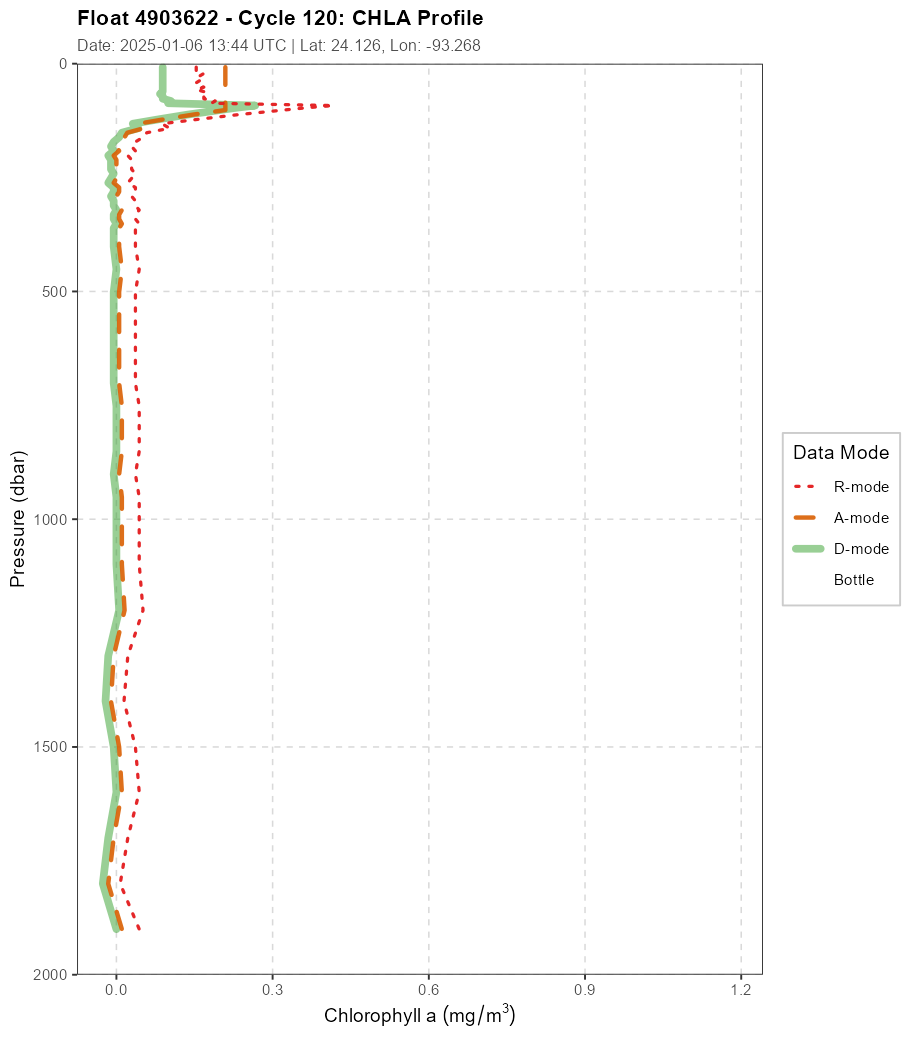 Float 4903622 - Cycle 120: CHLA Profile
Date: 2025-01-06 13:44 UTC | Lat: 24.126, Lon: -93.268
0
500
1000
1500
2000
Pressure (dbar)
0.0 0.3 0.6 0.9 1.2
Chlorophyll a (mg/m³)
Data Mode
R-mode
A-mode
D-mode
Bottle